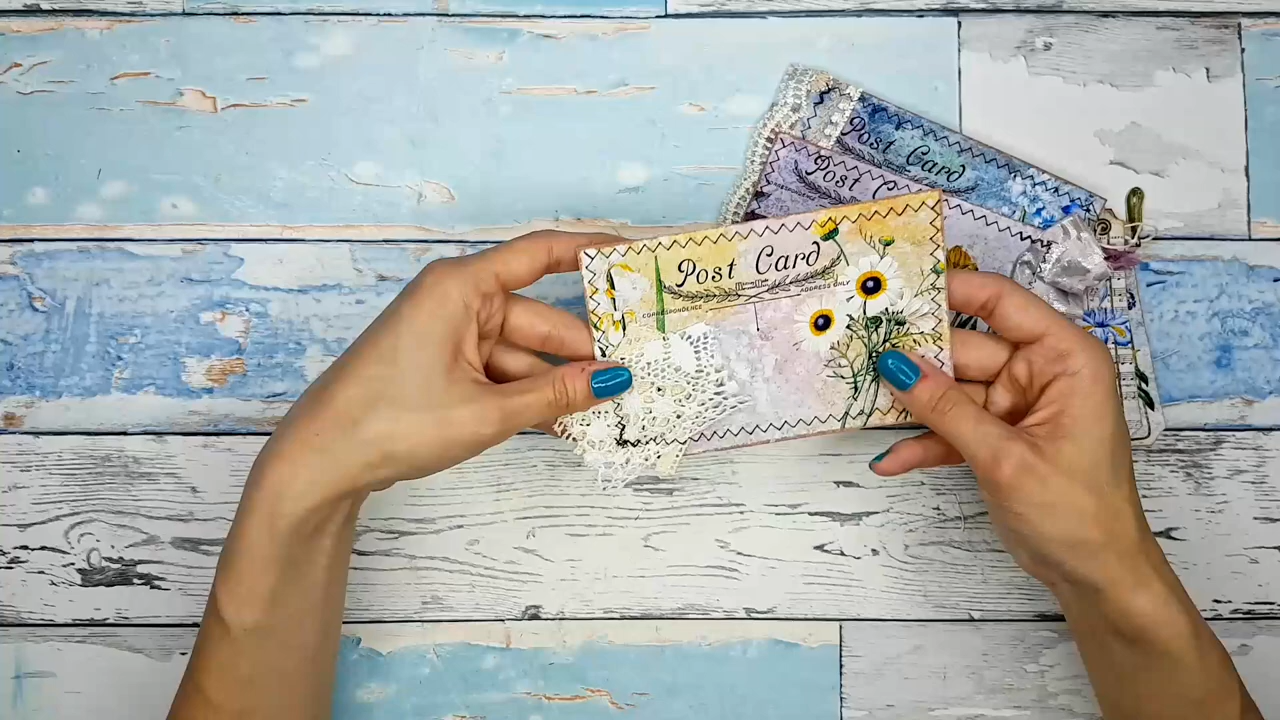 Post Card
Post C
Post Card
CORRESPONDENCE
ADDRESS ONLY